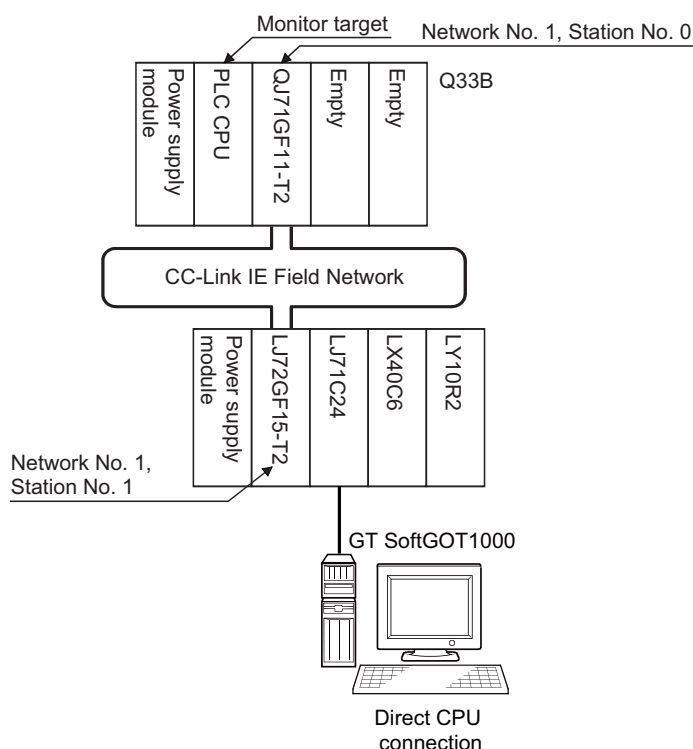 Monitor target
Network No. 1, Station No. 0
Power supply
module
PLC CPU
QJ71GF11-T2
Empty
Empty
Q33B
CC-Link IE Field Network
Power supply
module
LJ72GF15-T2
LJ71C24
LX40C6
LY10R2
Network No. 1,
Station No. 1
GT SoftGOT1000
Direct CPU
connection